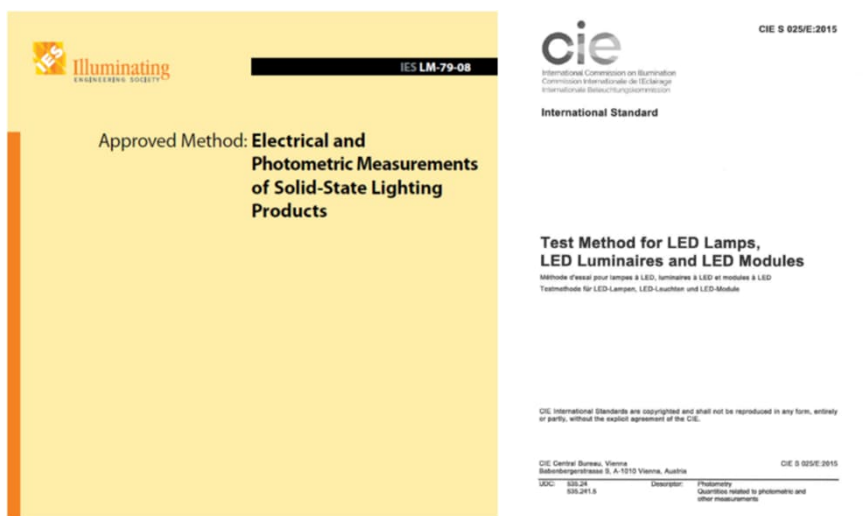 IES
Illuminating
ENGINEERING SOCIETY
IES LM-79-08
Approved Method: Electrical and
Photometric Measurements
of Solid-State Lighting
Products
CIE S 025/E:2015
cie
International Commission on Illumination
Commission Internationale de l'Eclairage
Internationale Beleuchtungskommission
International Standard
Test Method for LED Lamps,
LED Luminaires and LED Modules
Méthode d'essai pour lampes à LED, luminaires à LED et modules à LED
Testmethode für LED-Lampen, LED-Leuchten und LED-Module
CIE International Standards are copyrighted and shall not be reproduced in any form, entirely
or partly, without the explicit agreement of the CIE.
CIE Central Bureau, Vienna
Babenbergerstrasse 9, A-1010 Vienna, Austria
CIE S 025/E:2015
UDC: 535.24 Descriptor: Photometry
535.241.5 Quantities related to photometric and
other measurements